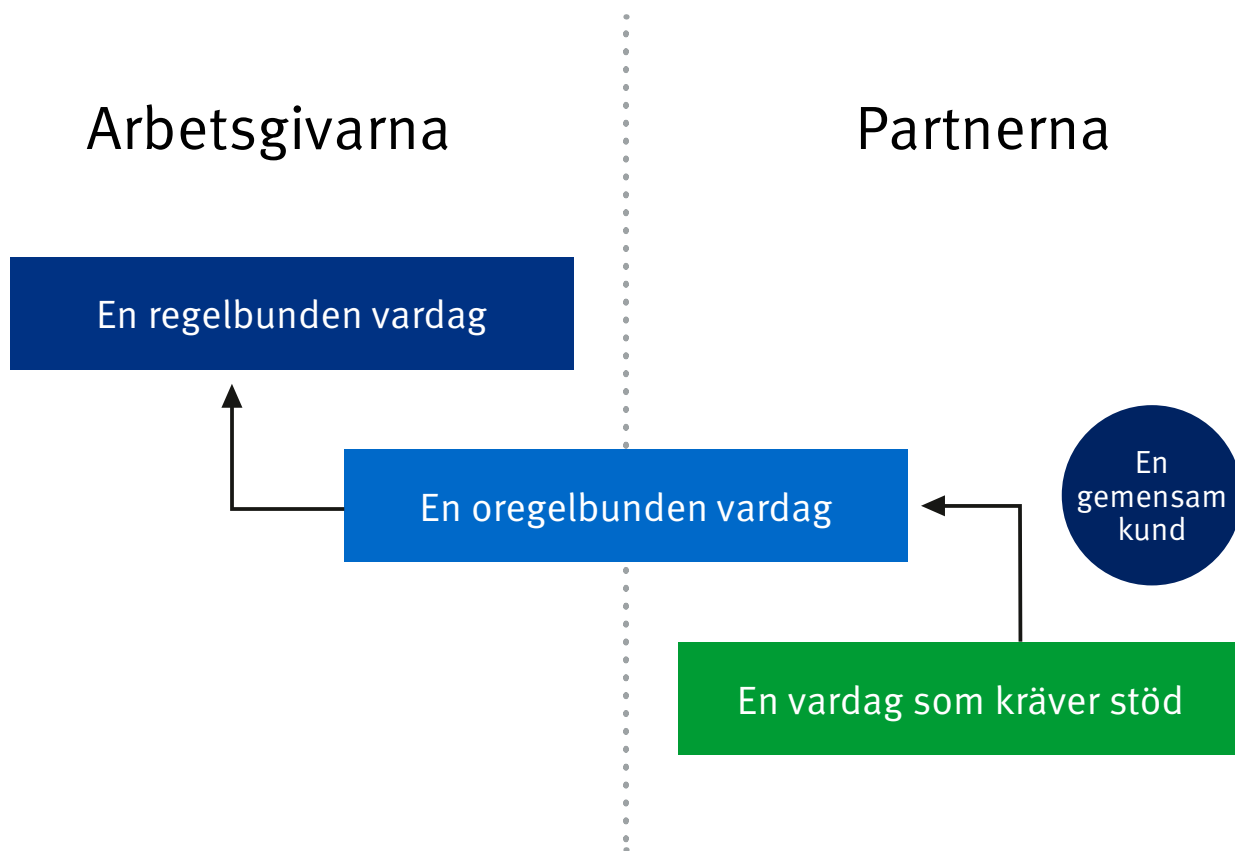 Arbetsgivarna
Partnerna
En regelbunden vardag
En oregelbunden vardag
En
gemensam
kund
En vardag som kräver stöd